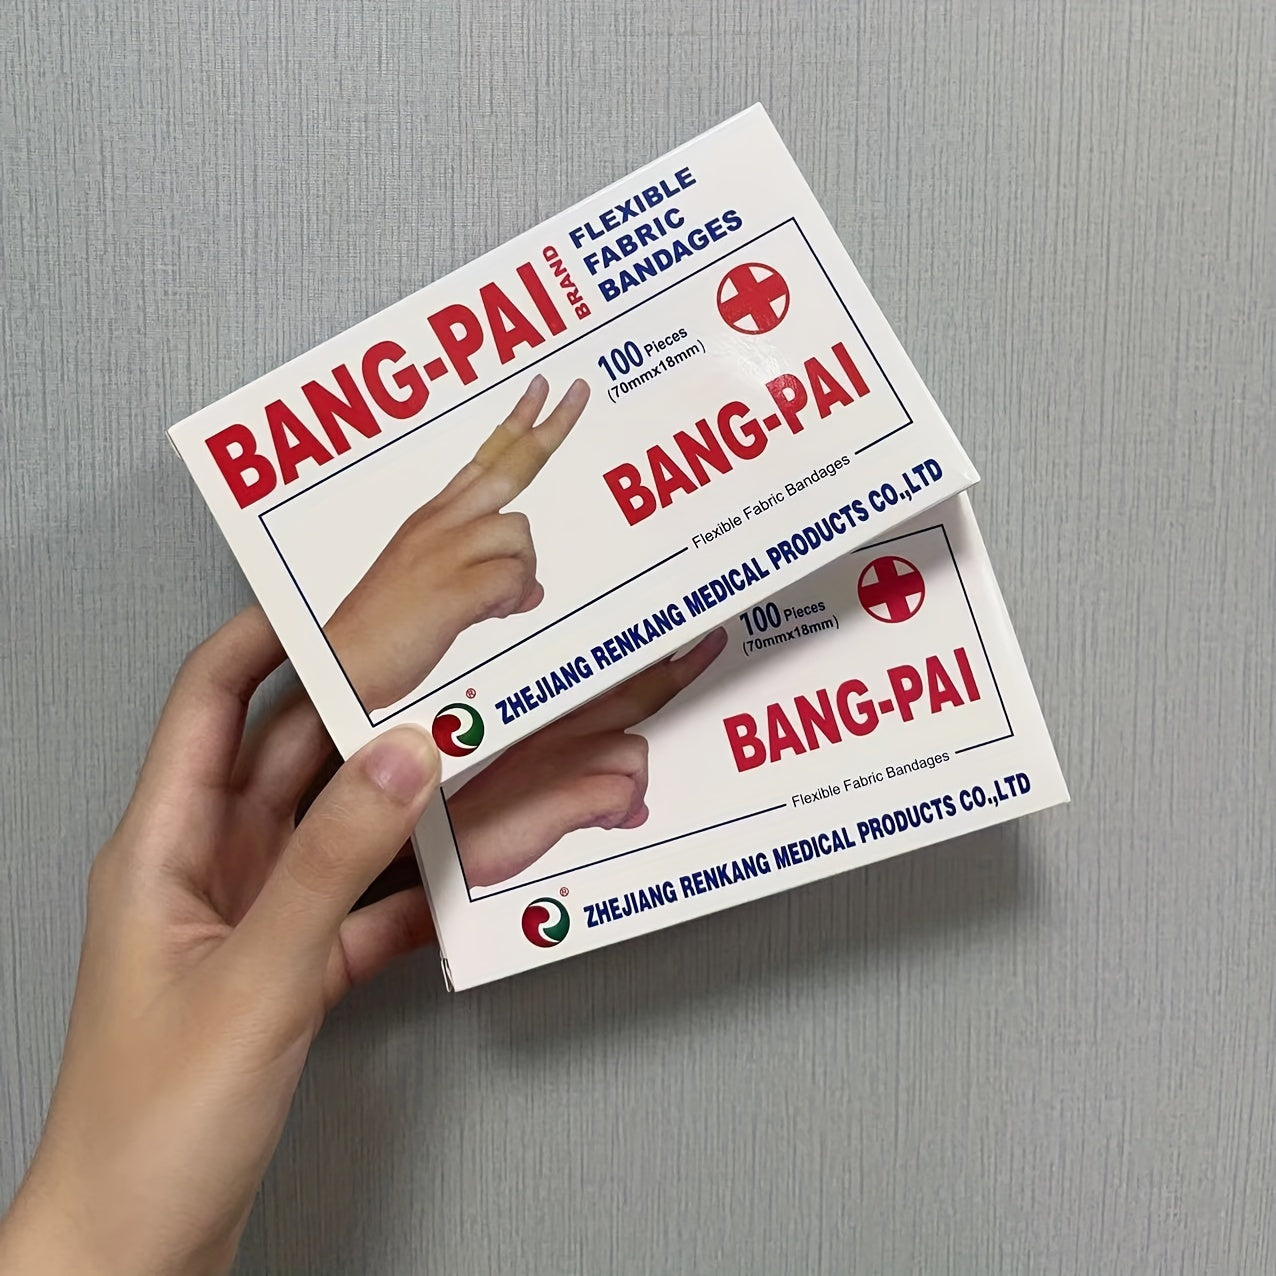 BANG-PAI BRAND
FLEXIBLE
FABRIC
BANDAGES
100 Pieces
(70mmx18mm)
BANG-PAI
Flexible Fabric Bandages
® ZHEJIANG RENKANG MEDICAL PRODUCTS CO.,LTD
100 Pieces
(70mmx18mm)
BANG-PAI
Flexible Fabric Bandages
® ZHEJIANG RENKANG MEDICAL PRODUCTS CO.,LTD